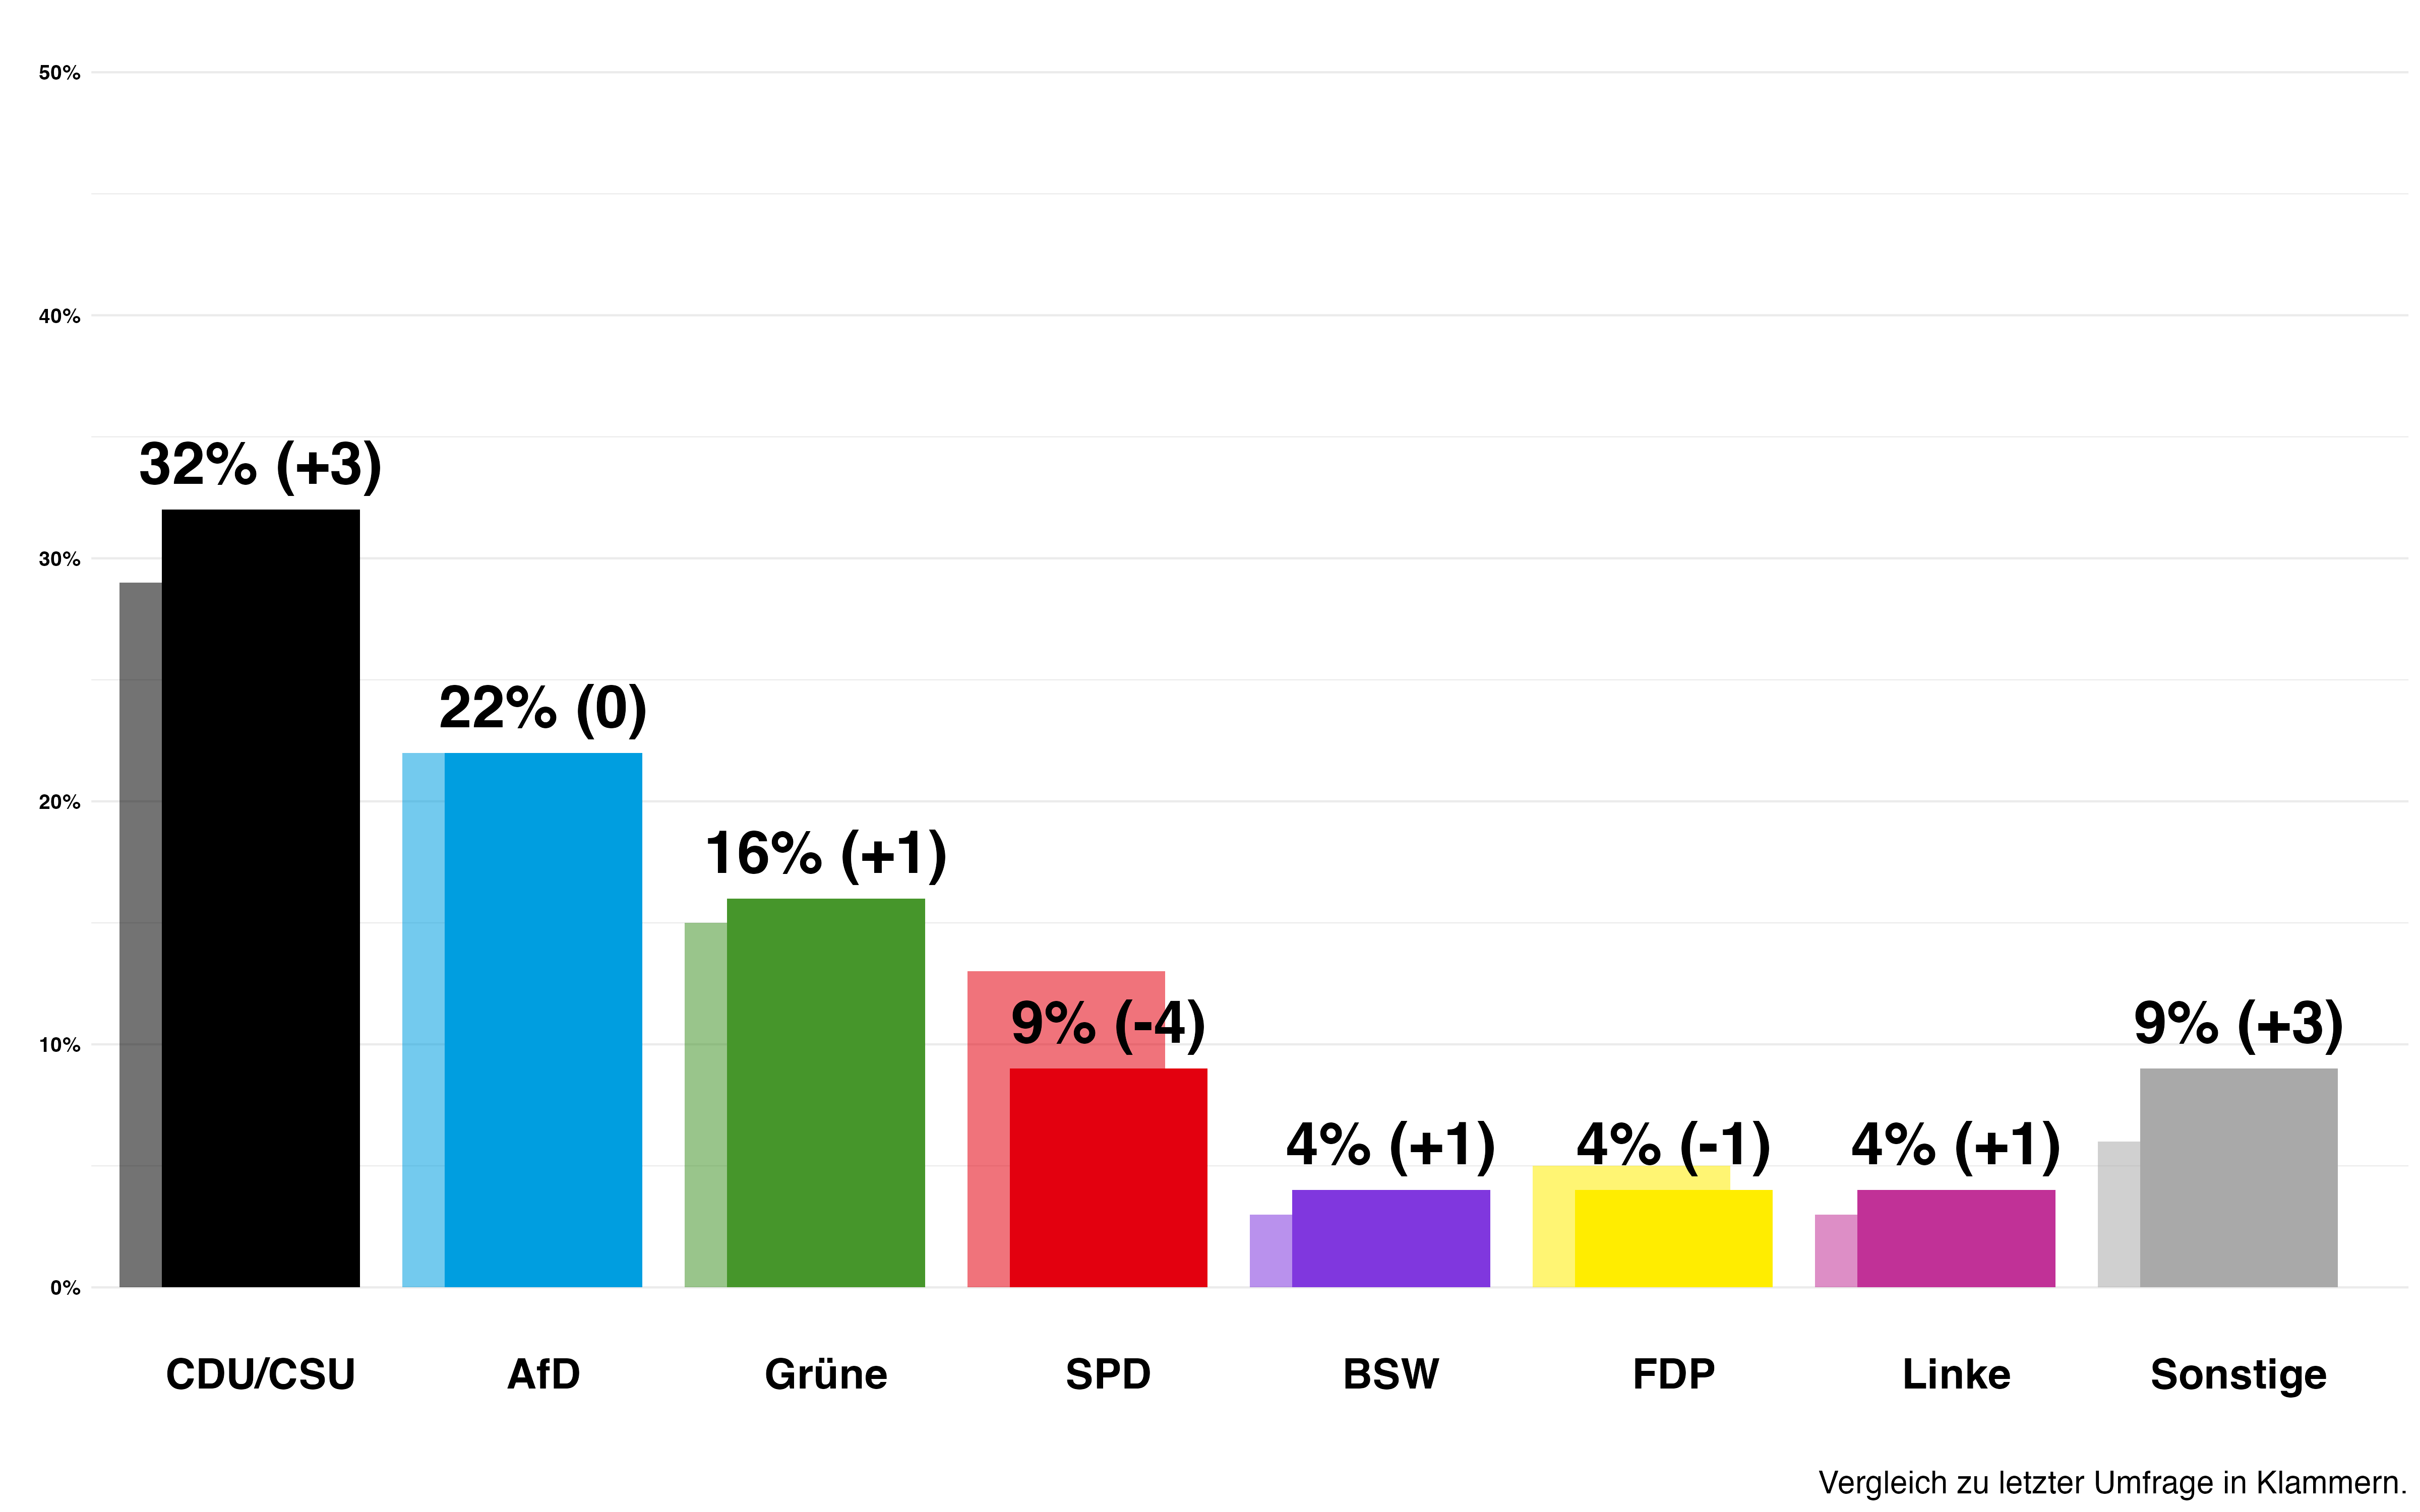 50%
40%
30%
20%
10%
0%
32% (+3)
22% (0)
16% (+1)
9% (-4)
4% (+1)
4% (-1)
4% (+1)
9% (+3)
CDU/CSU
AfD
Grüne
SPD
BSW
FDP
Linke
Sonstige
Vergleich zu letzter Umfrage in Klammern.